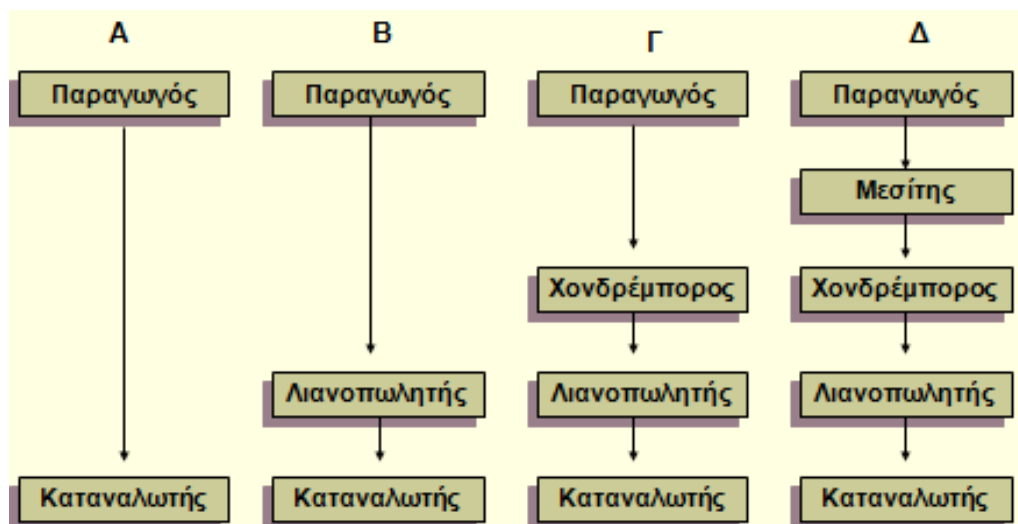 Α Β Γ Δ
Παραγωγός Παραγωγός Παραγωγός Παραγωγός
Μεσίτης
Χονδρέμπορος Χονδρέμπορος
Λιανοπωλητής Λιανοπωλητής Λιανοπωλητής
Καταναλωτής Καταναλωτής Καταναλωτής Καταναλωτής